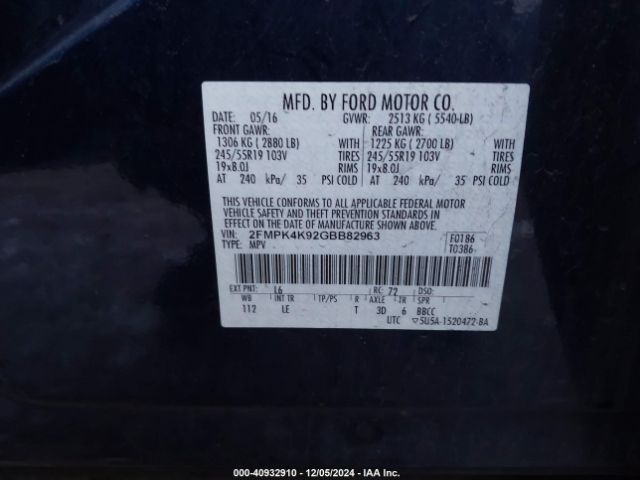 MFD. BY FORD MOTOR CO.
DATE: 05/16 GVWR: 2513 KG ( 5540-LB)
FRONT GAWR: REAR GAWR:
1306 KG ( 2880 LB) WITH 1225 KG ( 2700 LB) WITH
245/55R19 103V TIRES 245/55R19 103V TIRES
19x8.0J RIMS 19x8.0J RIMS
AT 240 kPa/ 35 PSI COLD AT 240 kPa/ 35 PSI COLD
THIS VEHICLE CONFORMS TO ALL APPLICABLE FEDERAL MOTOR
VEHICLE SAFETY AND THEFT PREVENTION STANDARDS IN
EFFECT ON THE DATE OF MANUFACTURE SHOWN ABOVE.
VIN: 2FMPK4K92GBB82963 F0186
TYPE: MPV T0386
EXT PNT: L6 RC: 72 DSO:
WB INT TR TP/PS R AXLE TR SPR
112 LE T 3D 6 BBCC
UTC ▽5U5A-1520472-BA
000-40932910 - 12/05/2024 - IAA Inc.